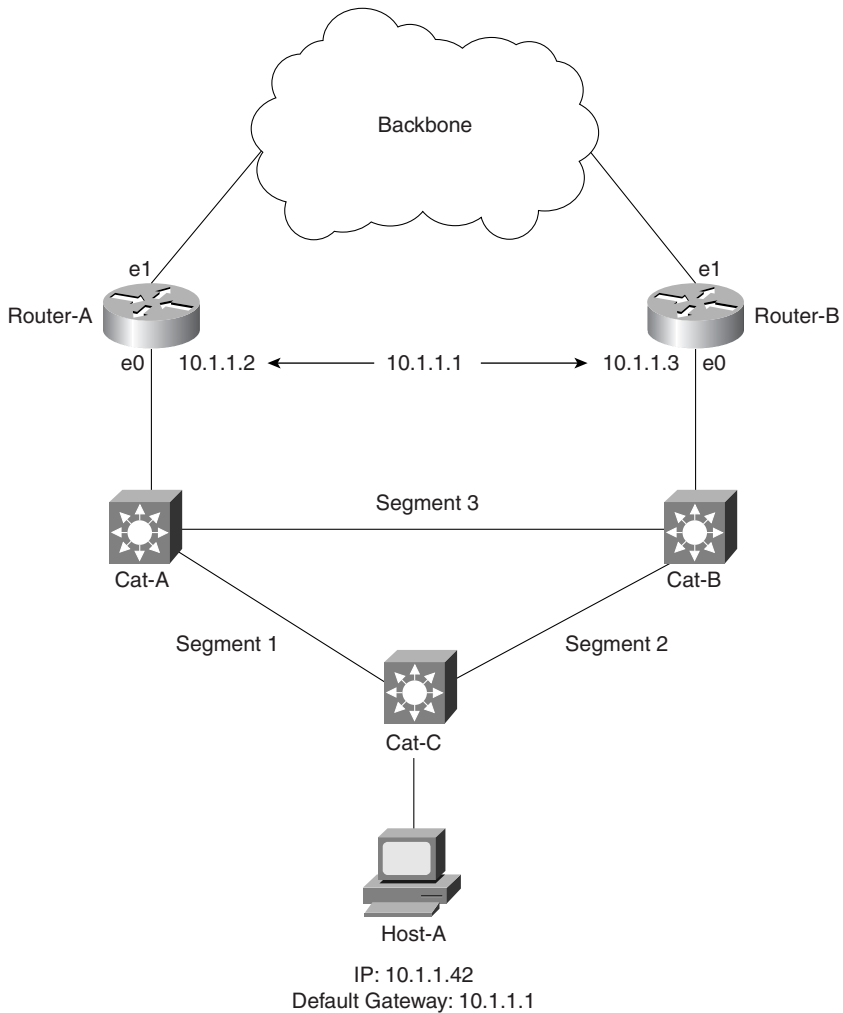 Backbone
e1
e1
Router-A
Router-B
e0
10.1.1.2
10.1.1.1
10.1.1.3
e0
Segment 3
Cat-A
Cat-B
Segment 1
Segment 2
Cat-C
Host-A
IP: 10.1.1.42
Default Gateway: 10.1.1.1